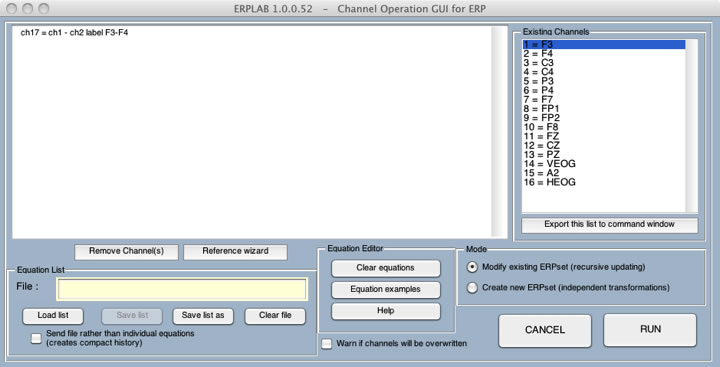 ERPLAB 1.0.0.52 - Channel Operation GUI for ERP
ch17 = ch1 - ch2 label F3-F4
Existing Channels
1 = F3
2 = F4
3 = C3
4 = C4
5 = P3
6 = P4
7 = F7
8 = FP1
9 = FP2
10 = F8
11 = FZ
12 = CZ
13 = PZ
14 = VEOG
15 = A2
16 = HEOG
Export this list to command window
Remove Channel(s)
Reference wizard
Equation List
File :
Load list
Save list
Save list as
Clear file
Send file rather than individual equations
(creates compact history)
Equation Editor
Clear equations
Equation examples
Help
Warn if channels will be overwritten
Mode
Modify existing ERPset (recursive updating)
Create new ERPset (independent transformations)
CANCEL
RUN